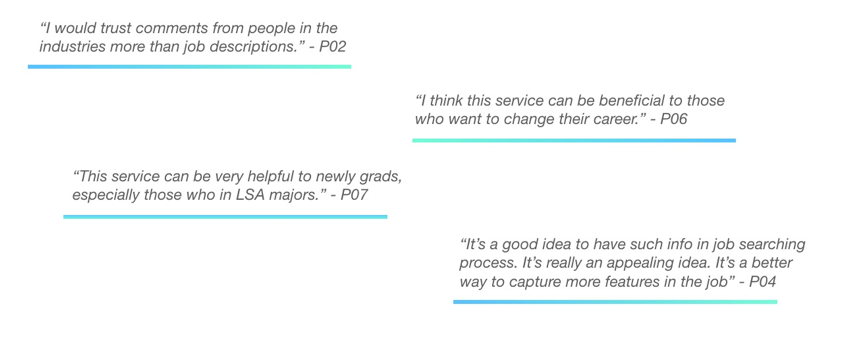 “I would trust comments from people in the
industries more than job descriptions.” - P02
“I think this service can be beneficial to those
who want to change their career.” - P06
“This service can be very helpful to newly grads,
especially those who in LSA majors.” - P07
“It’s a good idea to have such info in job searching
process. It’s really an appealing idea. It’s a better
way to capture more features in the job” - P04